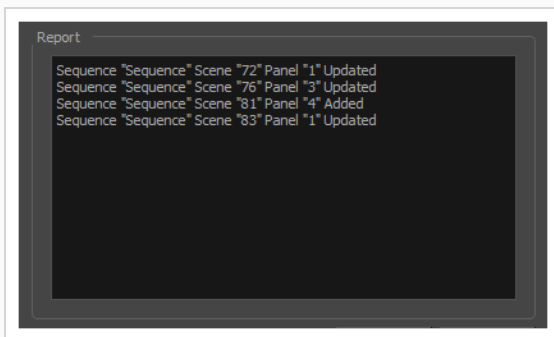 Report
Sequence "Sequence" Scene "72" Panel "1" Updated
Sequence "Sequence" Scene "76" Panel "3" Updated
Sequence "Sequence" Scene "81" Panel "4" Added
Sequence "Sequence" Scene "83" Panel "1" Updated